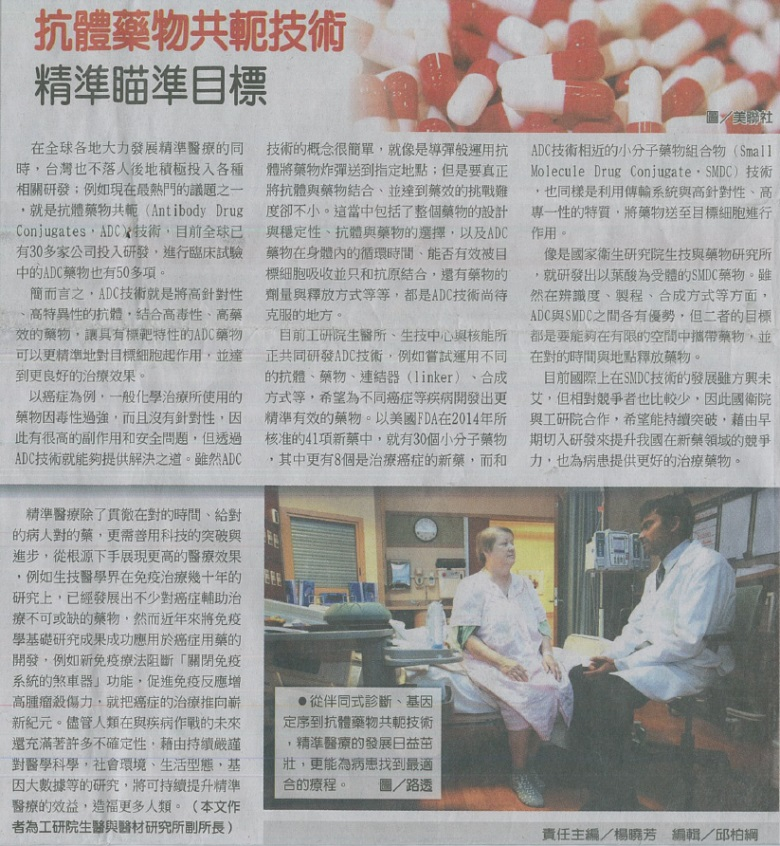 抗體藥物共軛技術
精準瞄準目標
圖╱美聯社
在全球各地大力發展精準醫療的同
時，台灣也不落人後地積極投入各種
相關研發；例如現在最熱門的議題之一
，就是抗體藥物共軛（Antibody Drug
Conjugates，ADC）技術，目前全球已
有30多家公司投入研發，進行臨床試驗
中的ADC藥物也有50多項。
簡而言之，ADC技術就是將高針對性
、高特異性的抗體，結合高毒性、高藥
效的藥物，讓具有標靶特性的ADC藥物
可以更精準地對目標細胞起作用，並達
到更良好的治療效果。
以癌症為例，一般化學治療所使用的
藥物因毒性過強，而且沒有針對性，因
此有很高的副作用和安全問題，但透過
ADC技術就能夠提供解決之道。雖然ADC
技術的概念很簡單，就像是導彈般運用抗
體將藥物炸彈送到指定地點；但是要真正
將抗體與藥物結合、並達到藥效的挑戰難
度卻不小。這當中包括了整個藥物的設計
與穩定性、抗體與藥物的選擇，以及ADC
藥物在身體內的循環時間、能否有效被目
標細胞吸收並只和抗原結合，還有藥物的
劑量與釋放方式等等，都是ADC技術尚待
克服的地方。
目前工研院生醫所、生技中心與核能所
正共同研發ADC技術，例如嘗試運用不同
的抗體、藥物、連結器（linker）、合成
方式等，希望為不同癌症等疾病開發出更
精準有效的藥物。以美國FDA在2014年所
核准的41項新藥中，就有30個小分子藥物
，其中更有8個是治療癌症的新藥，而和
ADC技術相近的小分子藥物組合物（Small
Molecule Drug Conjugate，SMDC）技術
，也同樣是利用傳輸系統與高針對性、高
專一性的特質，將藥物送至目標細胞進行
作用。
像是國家衛生研究院生技與藥物研究所
，就研發出以葉酸為受體的SMDC藥物。雖
然在辨識度、製程、合成方式等方面，
ADC與SMDC之間各有優勢，但二者的目標
都是要能夠在有限的空間中攜帶藥物，並
在對的時間與地點釋放藥物。
目前國際上在SMDC技術的發展雖方興未
艾，但相對競爭者也比較少，因此國衛院
與工研院合作，希望能持續突破，藉由早
期切入研發來提升我國在新藥領域的競爭
力，也為病患提供更好的治療藥物。
精準醫療除了貫徹在對的時間、給對
的病人對的藥，更需善用科技的突破與
進步，從根源下手展現更高的醫療效果
，例如生技醫學界在免疫治療幾十年的
研究上，已經發展出不少對癌症輔助治
療不可或缺的藥物，然而近年來將免疫
學基礎研究成果成功應用於癌症用藥的
開發，例如新免疫療法阻斷「關閉免疫
系統的煞車器」功能，促進免疫反應增
高腫瘤殺傷力，就把癌症的治療推向嶄
新紀元。儘管人類在與疾病作戰的未來
還充滿著許多不確定性，藉由持續嚴謹
對醫學科學，社會環境、生活型態，基
因大數據等的研究，將可持續提升精準
醫療的效益，造福更多人類。（本文作
者為工研院生醫與醫材研究所副所長）
●從伴同式診斷、基因
定序到抗體藥物共軛技術
，精準醫療的發展日益茁
壯，更能為病患找到最適
合的療程。 圖╱路透
責任主編╱楊曉芳 編輯╱邱柏綱